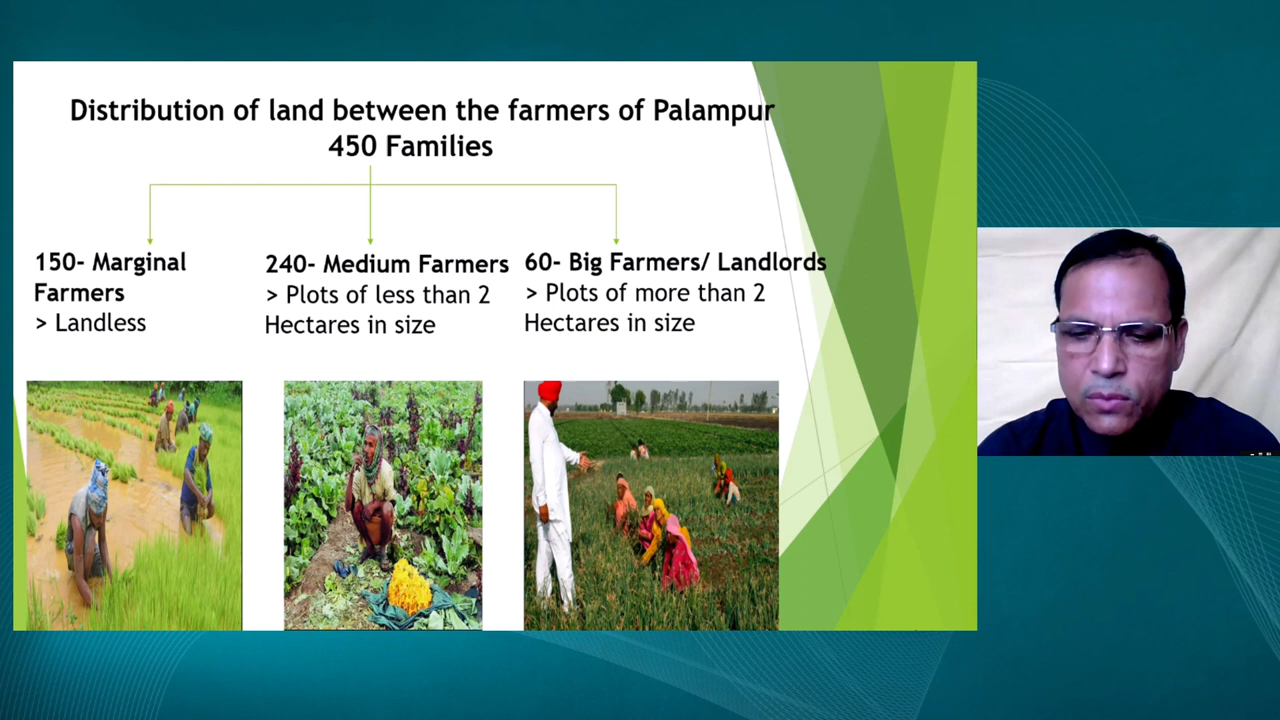 Distribution of land between the farmers of Palampur
450 Families
150- Marginal
Farmers
> Landless
240- Medium Farmers
> Plots of less than 2
Hectares in size
60- Big Farmers/ Landlords
> Plots of more than 2
Hectares in size